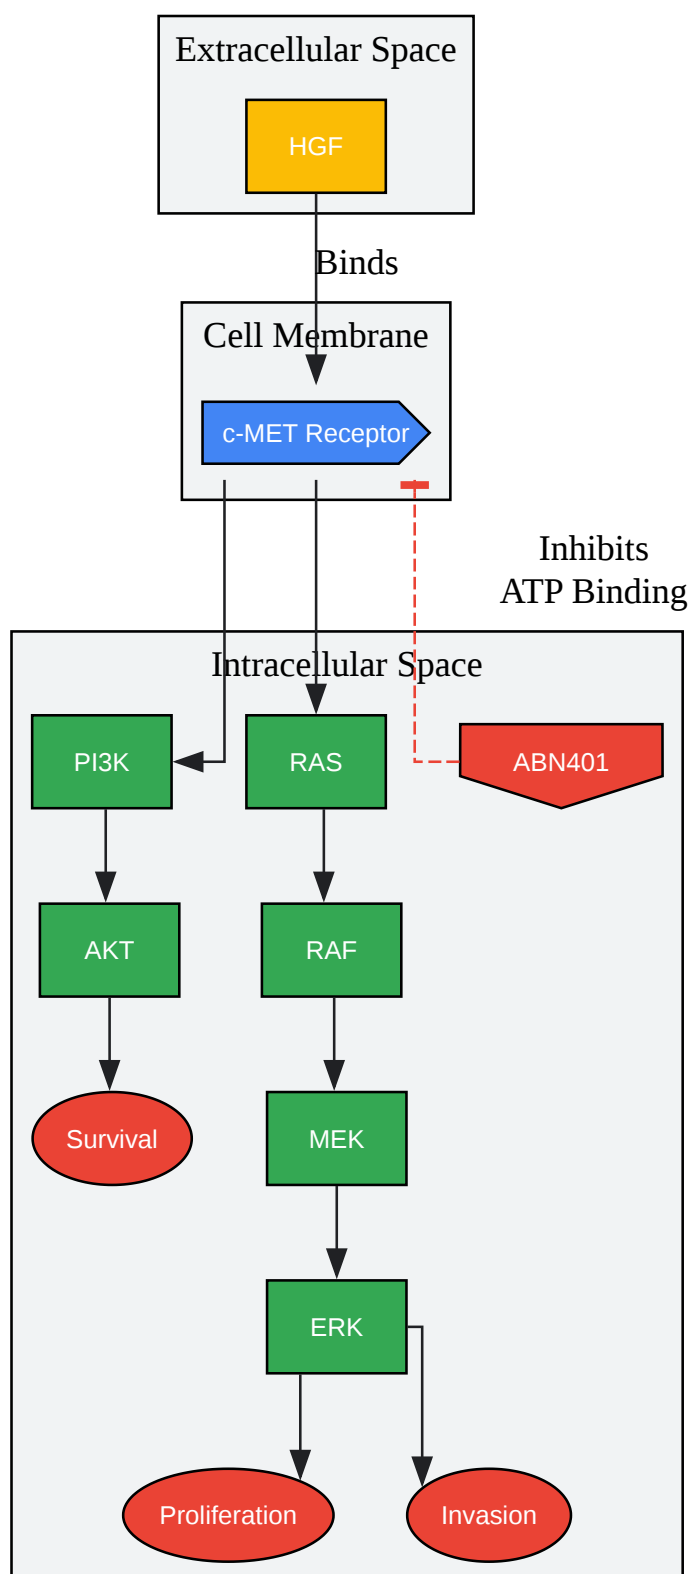 Extracellular Space
HGF
Binds
Cell Membrane
c-MET Receptor
Inhibits
ATP Binding
Intracellular Space
PI3K
RAS
ABN401
AKT
RAF
Survival
MEK
ERK
Proliferation
Invasion